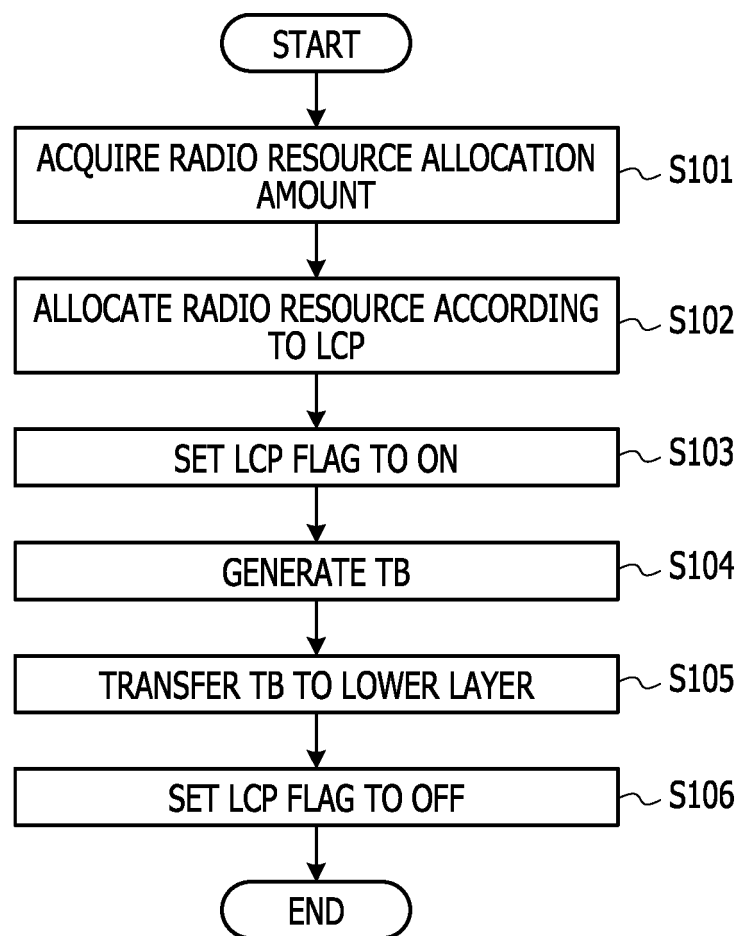 START
ACQUIRE RADIO RESOURCE ALLOCATION
AMOUNT
S101
ALLOCATE RADIO RESOURCE ACCORDING
TO LCP
S102
SET LCP FLAG TO ON
S103
GENERATE TB
S104
TRANSFER TB TO LOWER LAYER
S105
SET LCP FLAG TO OFF
S106
END